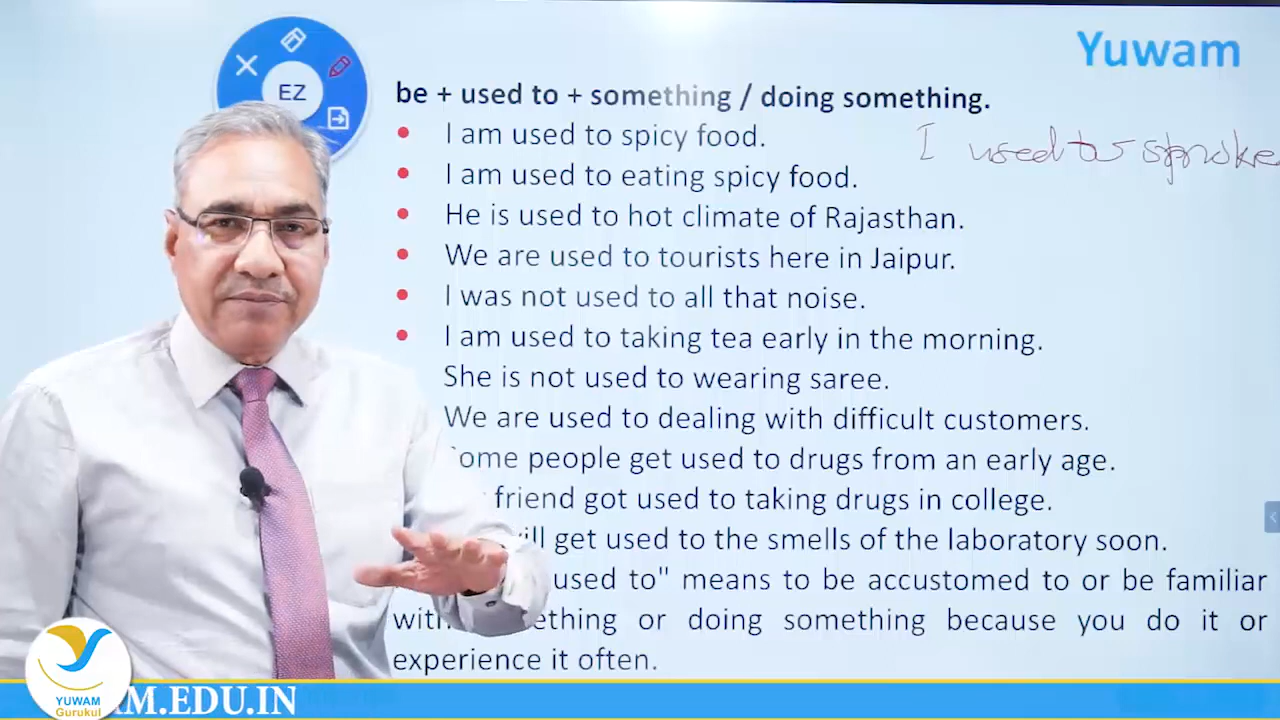 Yuwam
EZ
be + used to + something / doing something.
I am used to spicy food.
I used to smoke
I am used to eating spicy food.
He is used to hot climate of Rajasthan.
We are used to tourists here in Jaipur.
I was not used to all that noise.
I am used to taking tea early in the morning.
She is not used to wearing saree.
We are used to dealing with difficult customers.
ome people get used to drugs from an early age.
friend got used to taking drugs in college.
ill get used to the smells of the laboratory soon.
used to" means to be accustomed to or be familiar
with ething or doing something because you do it or
experience it often.
YUWAM
Gurukul
AM.EDU.IN